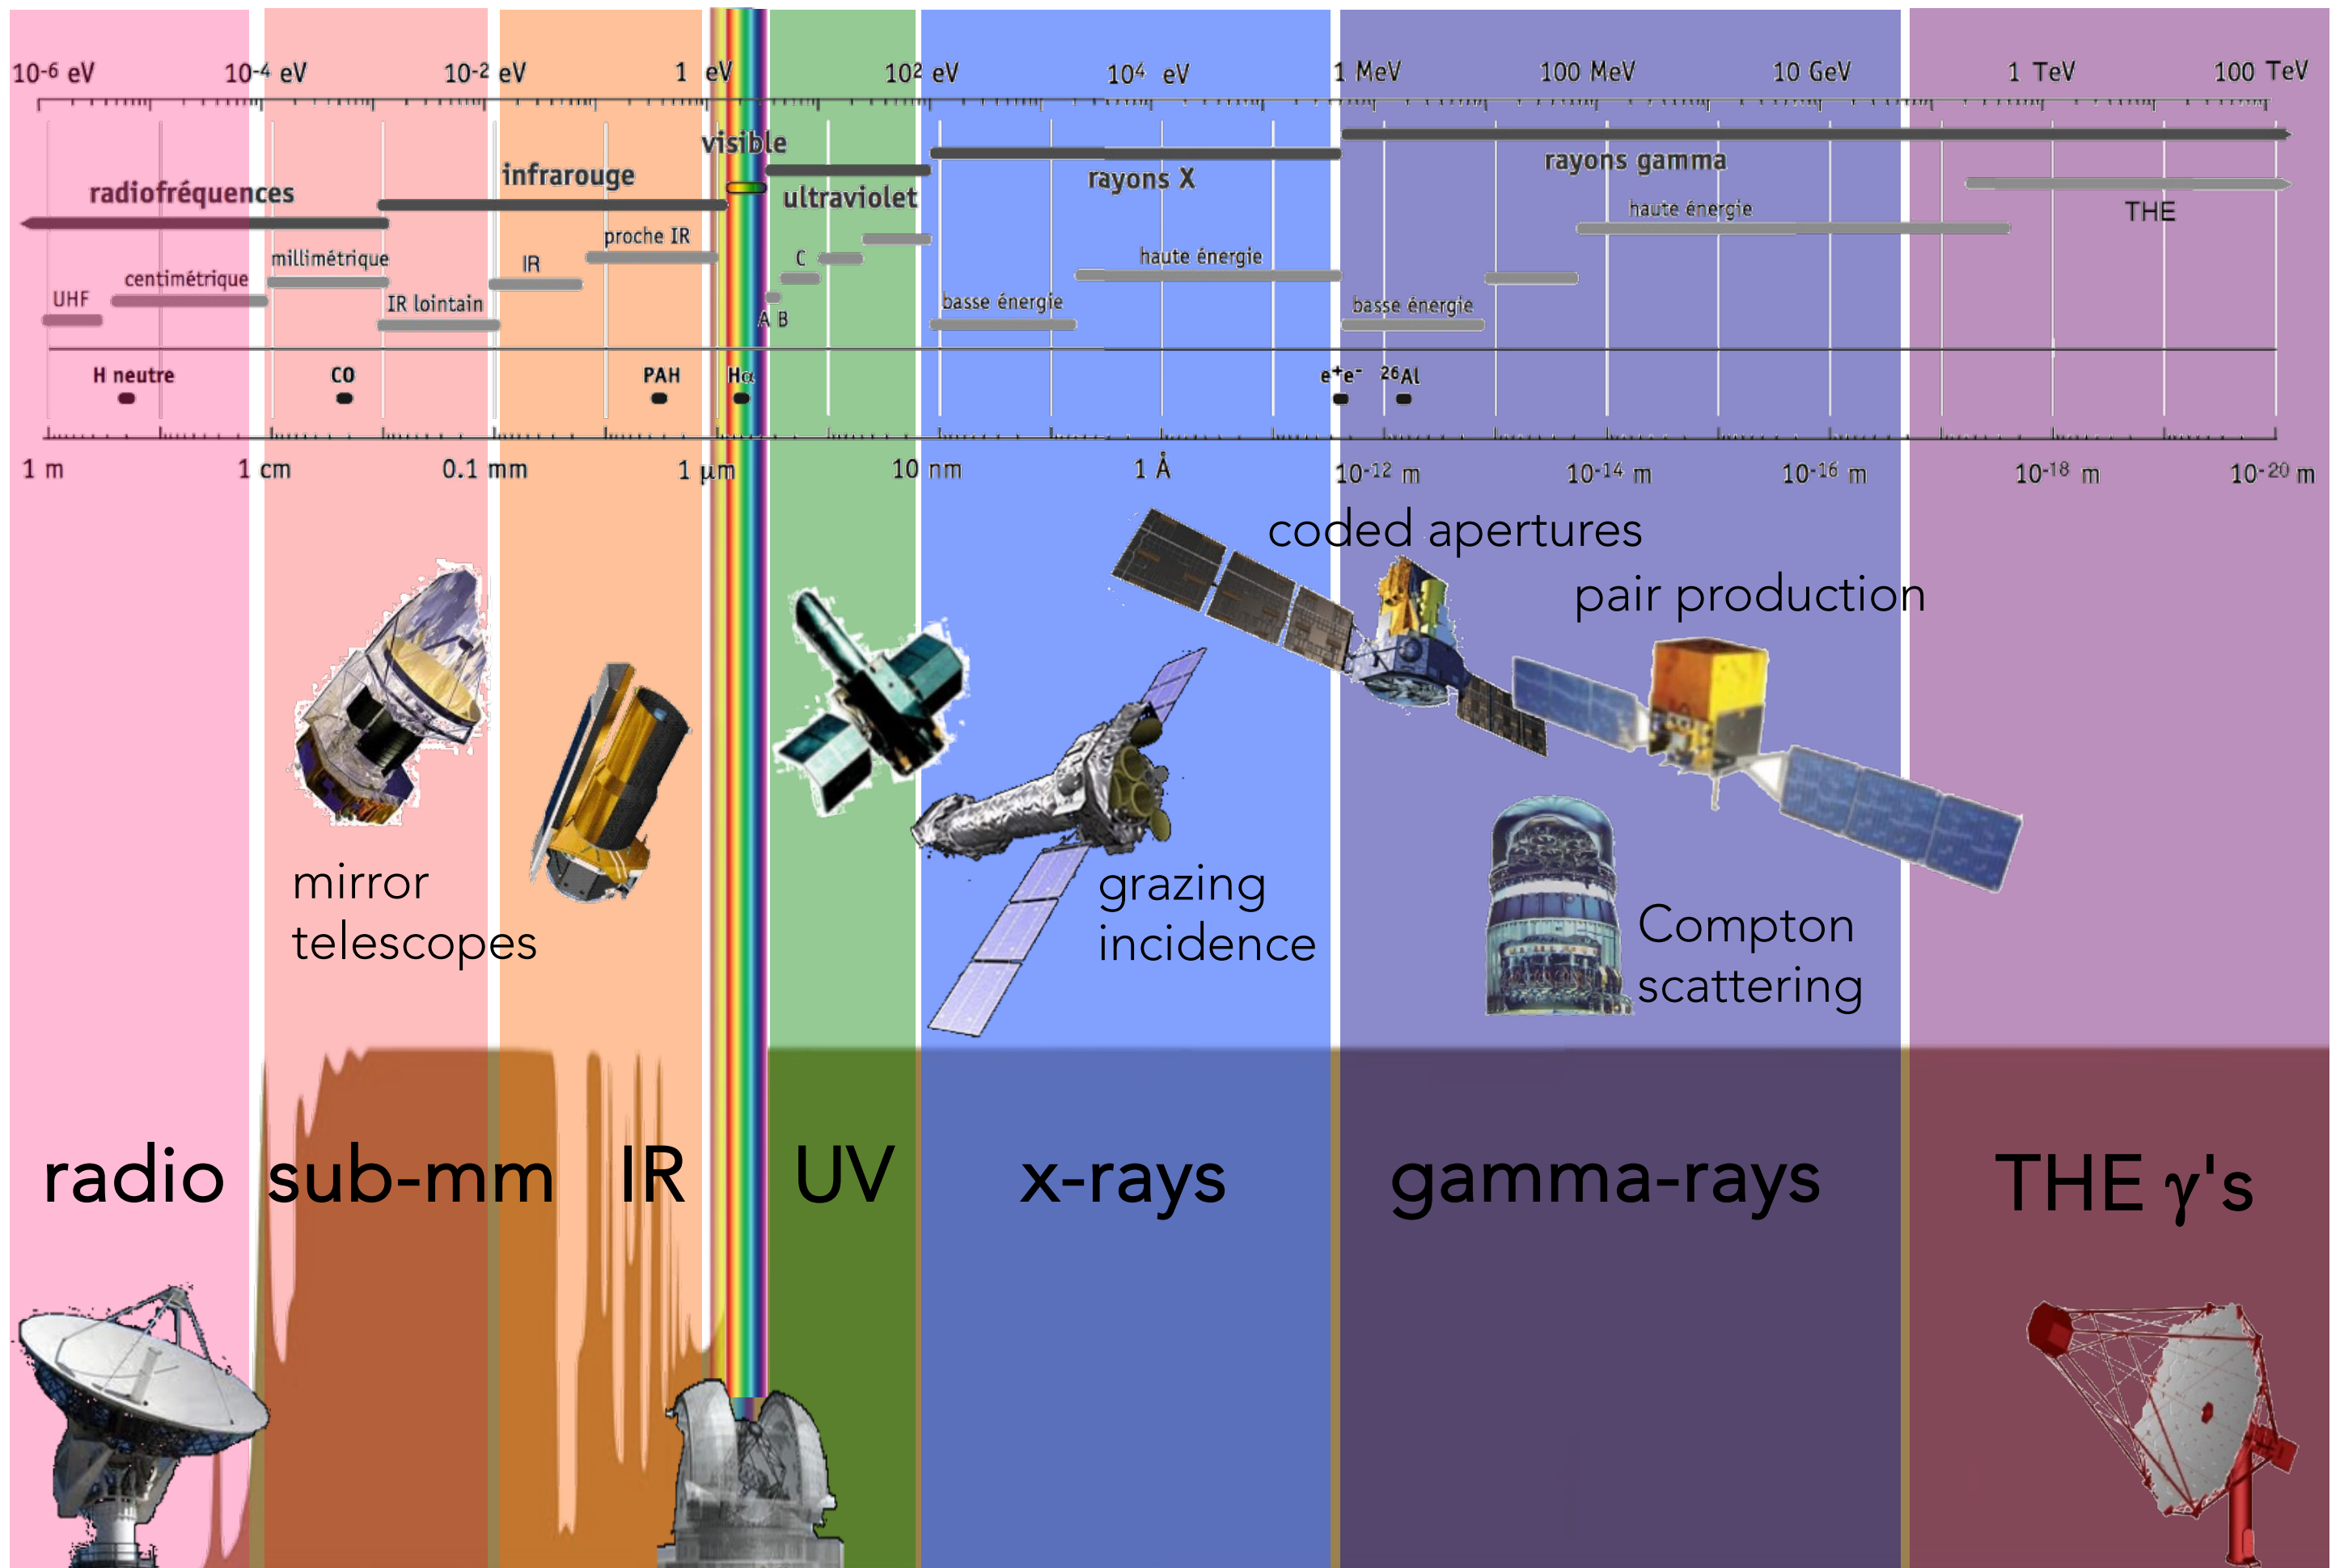 10⁻⁶ eV 10⁻⁴ eV 10⁻² eV 1 eV 10² eV 10⁴ eV 1 MeV 100 MeV 10 GeV 1 TeV 100 TeV
visible
rayons gamma
infrarouge
rayons X
radiofréquences
ultraviolet
haute énergie
THE
proche IR
millimétrique
IR
C
haute énergie
centimétrique
UHF
IR lointain
A B
basse énergie
basse énergie
H neutre CO PAH Hα e⁺e⁻ ²⁶Al
1 m 1 cm 0.1 mm 1 µm 10 nm 1 Å 10⁻¹² m 10⁻¹⁴ m 10⁻¹⁶ m 10⁻¹⁸ m 10⁻²⁰ m
coded apertures
pair production
mirror
telescopes
grazing
incidence
Compton
scattering
radio sub-mm IR UV x-rays gamma-rays THE γ's